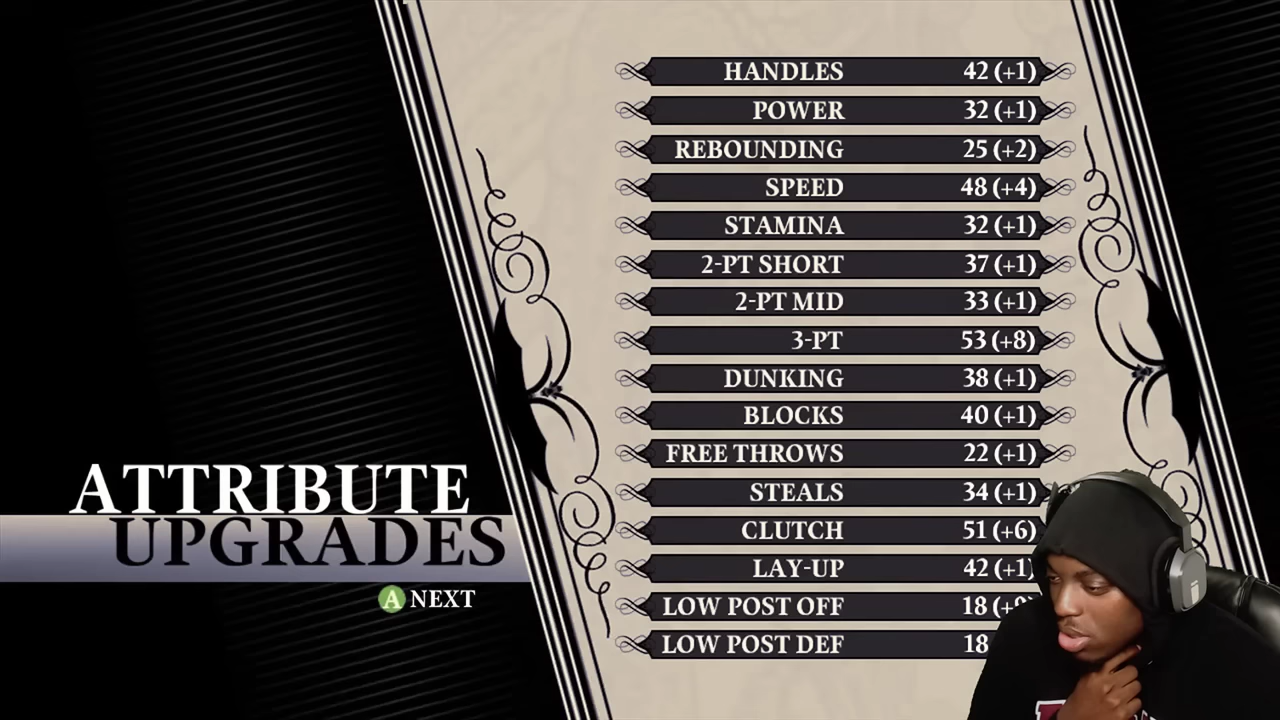 HANDLES 42 (+1)
POWER 32 (+1)
REBOUNDING 25 (+2)
SPEED 48 (+4)
STAMINA 32 (+1)
2-PT SHORT 37 (+1)
2-PT MID 33 (+1)
3-PT 53 (+8)
DUNKING 38 (+1)
BLOCKS 40 (+1)
FREE THROWS 22 (+1)
STEALS 34 (+1)
CLUTCH 51 (+6)
LAY-UP 42 (+1)
LOW POST OFF 18
LOW POST DEF 18
ATTRIBUTE
UPGRADES
A NEXT